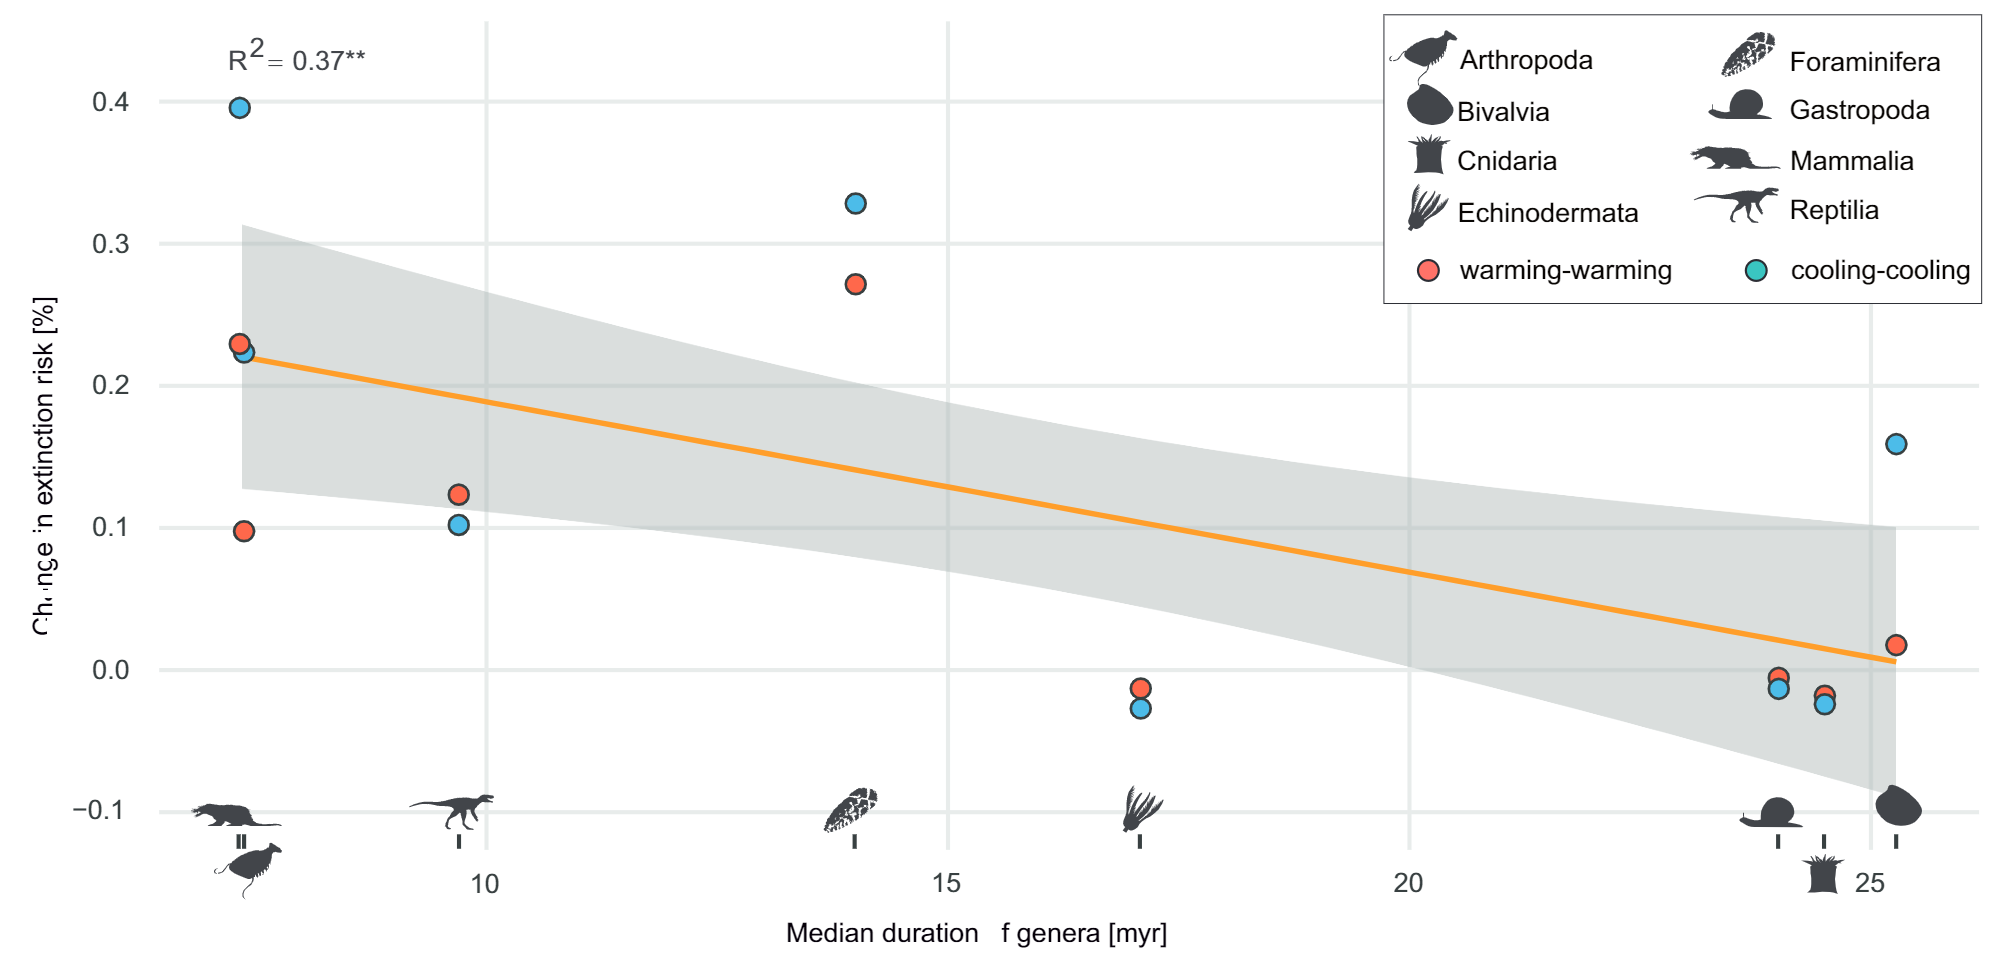 R2= 0.37**
Arthropoda
Foraminifera
Bivalvia
Gastropoda
Cnidaria
Mammalia
Echinodermata
Reptilia
warming-warming
cooling-cooling
0.4
0.3
0.2
0.1
0.0
−0.1
in extinction risk [%]
10
15
20
25
Median duration f genera [myr]